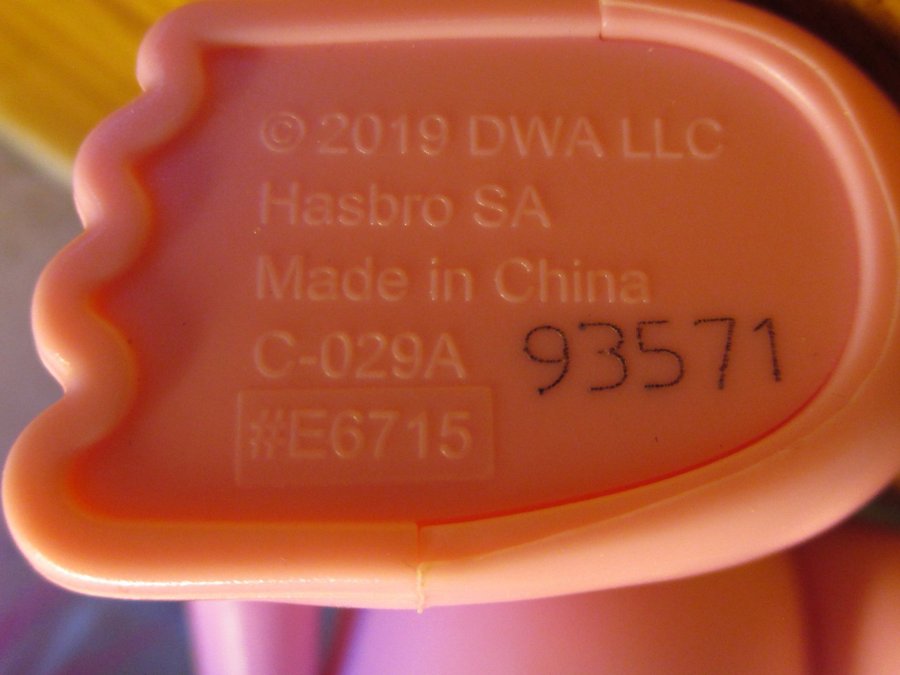 © 2019 DWA LLC
Hasbro SA
Made in China
C-029A 93571
#E6715